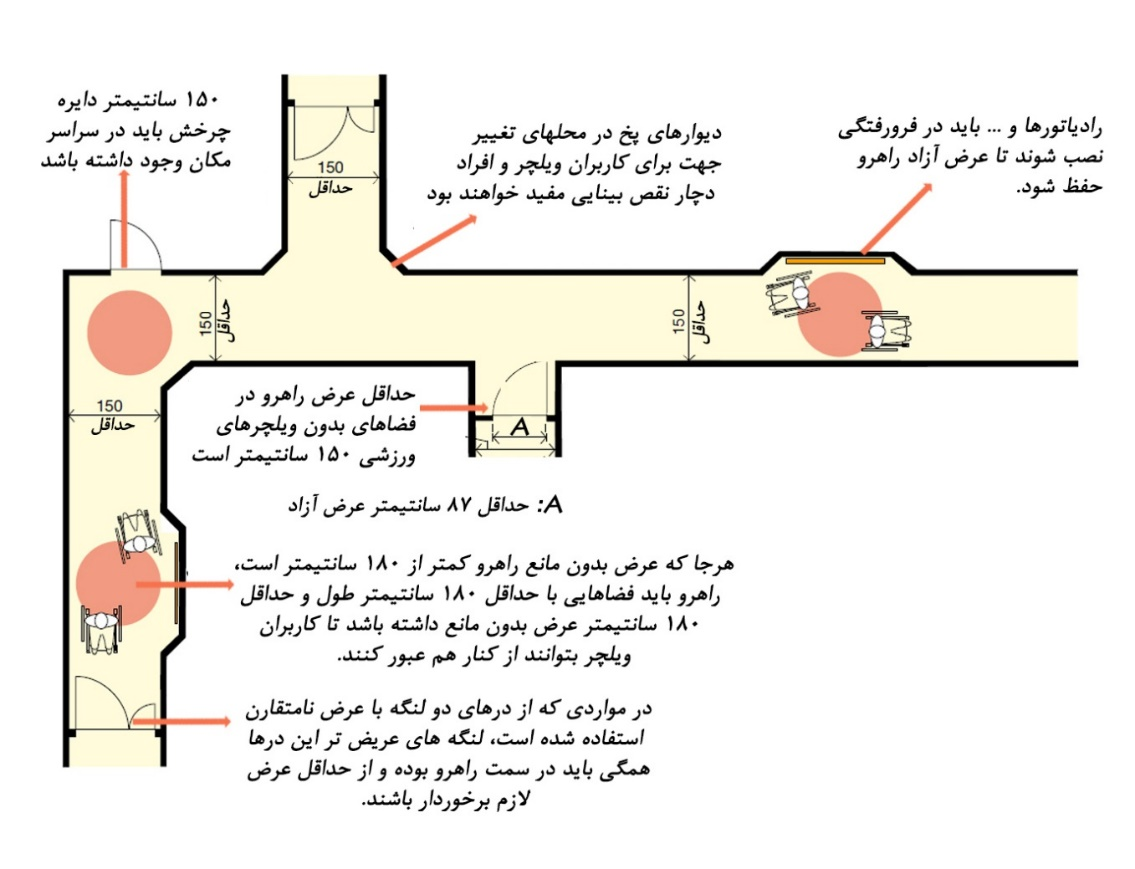 ۱۵۰ سانتیمتر دایره
چرخش باید در سراسر
مکان وجود داشته باشد
دیوارهای پخ در محلهای تغییر
جهت برای کاربران ویلچر و افراد
دچار نقص بینایی مفید خواهند بود
رادیاتورها و ... باید در فرورفتگی
نصب شوند تا عرض آزاد راهرو
حفظ شود.
150
حداقل
150
حداقل
150
حداقل
150
حداقل
حداقل عرض راهرو در
فضاهای بدون ویلچرهای
ورزشی ۱۵۰ سانتیمتر است
A
A: حداقل ۸۷ سانتیمتر عرض آزاد
هرجا که عرض بدون مانع راهرو کمتر از ۱۸۰ سانتیمتر است،
راهرو باید فضاهایی با حداقل ۱۸۰ سانتیمتر طول و حداقل
۱۸۰ سانتیمتر عرض بدون مانع داشته باشد تا کاربران
ویلچر بتوانند از کنار هم عبور کنند.
در مواردی که از درهای دو لنگه با عرض نامتقارن
استفاده شده است، لنگه های عریض تر این درها
همگی باید در سمت راهرو بوده و از حداقل عرض
لازم برخوردار باشند.